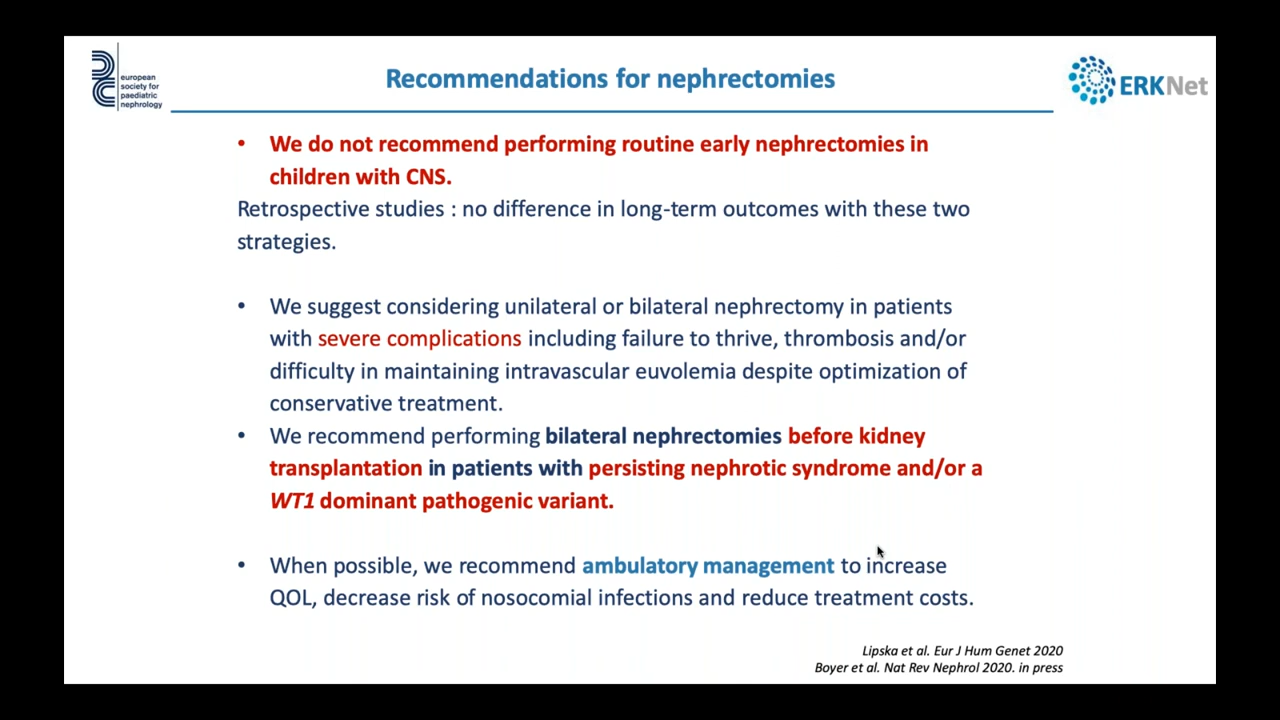 european
society for
paediatric
nephrology
Recommendations for nephrectomies
ERKNet
• We do not recommend performing routine early nephrectomies in
children with CNS.
Retrospective studies : no difference in long-term outcomes with these two
strategies.
• We suggest considering unilateral or bilateral nephrectomy in patients
with severe complications including failure to thrive, thrombosis and/or
difficulty in maintaining intravascular euvolemia despite optimization of
conservative treatment.
• We recommend performing bilateral nephrectomies before kidney
transplantation in patients with persisting nephrotic syndrome and/or a
WT1 dominant pathogenic variant.
• When possible, we recommend ambulatory management to increase
QOL, decrease risk of nosocomial infections and reduce treatment costs.
Lipska et al. Eur J Hum Genet 2020
Boyer et al. Nat Rev Nephrol 2020. in press